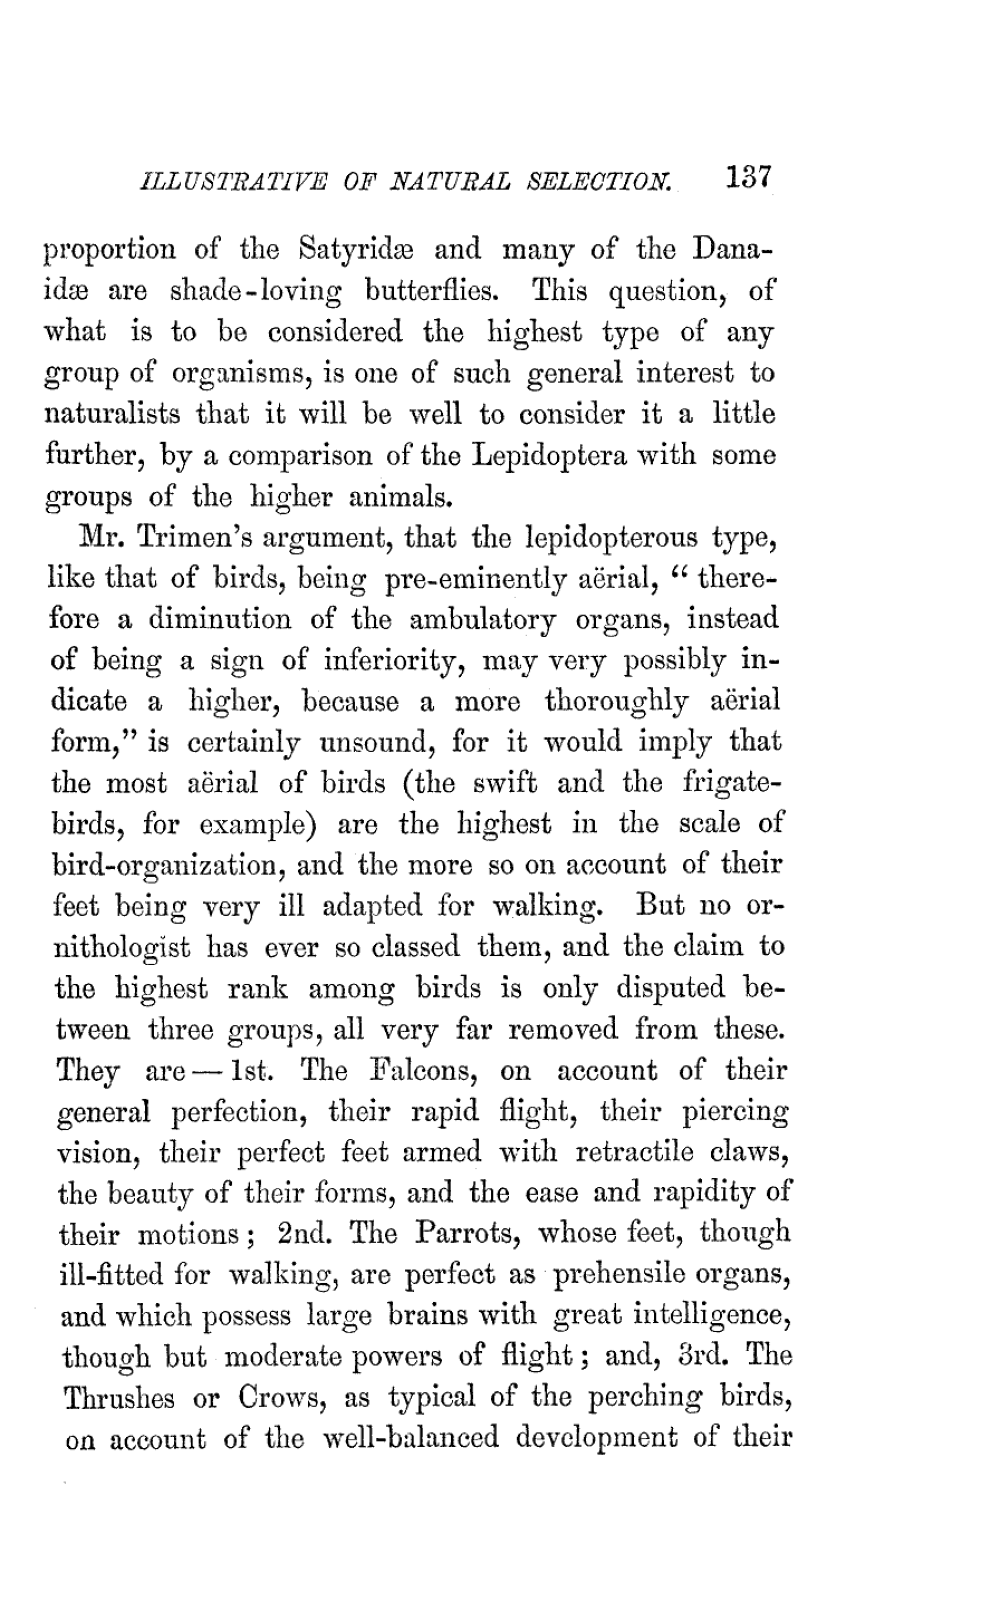 ILLUSTRATIVE OF NATURAL SELECTION. 137
proportion of the Satyridæ and many of the Dana-
idæ are shade-loving butterflies. This question, of
what is to be considered the highest type of any
group of organisms, is one of such general interest to
naturalists that it will be well to consider it a little
further, by a comparison of the Lepidoptera with some
groups of the higher animals.
Mr. Trimen’s argument, that the lepidopterous type,
like that of birds, being pre-eminently aërial, “ there-
fore a diminution of the ambulatory organs, instead
of being a sign of inferiority, may very possibly in-
dicate a higher, because a more thoroughly aërial
form,” is certainly unsound, for it would imply that
the most aërial of birds (the swift and the frigate-
birds, for example) are the highest in the scale of
bird-organization, and the more so on account of their
feet being very ill adapted for walking. But no or-
nithologist has ever so classed them, and the claim to
the highest rank among birds is only disputed be-
tween three groups, all very far removed from these.
They are — 1st. The Falcons, on account of their
general perfection, their rapid flight, their piercing
vision, their perfect feet armed with retractile claws,
the beauty of their forms, and the ease and rapidity of
their motions ; 2nd. The Parrots, whose feet, though
ill-fitted for walking, are perfect as prehensile organs,
and which possess large brains with great intelligence,
though but moderate powers of flight ; and, 3rd. The
Thrushes or Crows, as typical of the perching birds,
on account of the well-balanced development of their